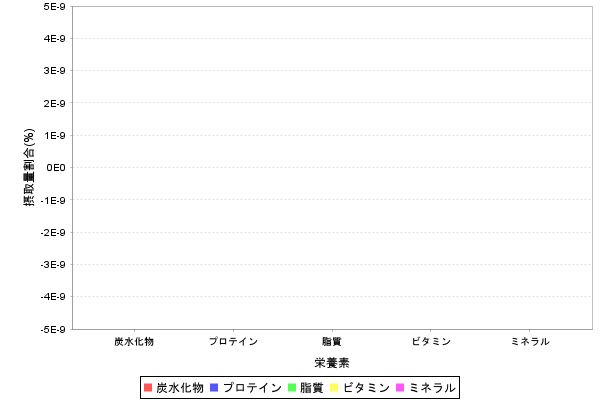 5E-9
4E-9
3E-9
2E-9
1E-9
0E0
-1E-9
-2E-9
-3E-9
-4E-9
-5E-9
摂取量割合(%)
炭水化物 プロテイン 脂質 ビタミン ミネラル
栄養素
炭水化物 プロテイン 脂質 ビタミン ミネラル